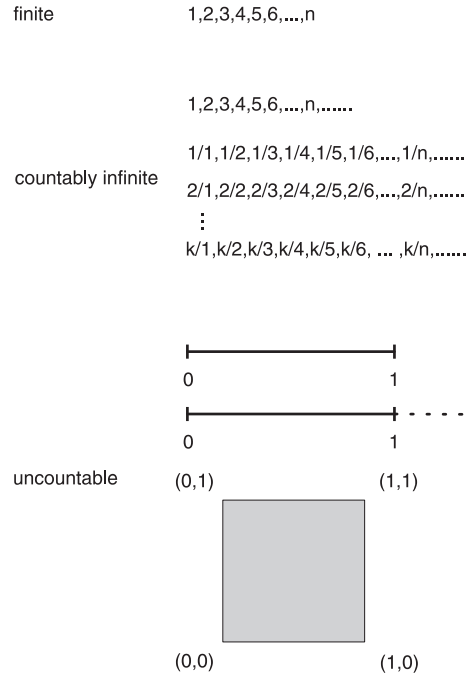 finite 1,2,3,4,5,6,...,n
1,2,3,4,5,6,...,n,......
1/1,1/2,1/3,1/4,1/5,1/6,...,1/n,......
countably infinite
2/1,2/2,2/3,2/4,2/5,2/6,...,2/n,......
⋮
k/1,k/2,k/3,k/4,k/5,k/6, ... ,k/n,......
0 1
0 1
uncountable (0,1) (1,1)
(0,0) (1,0)